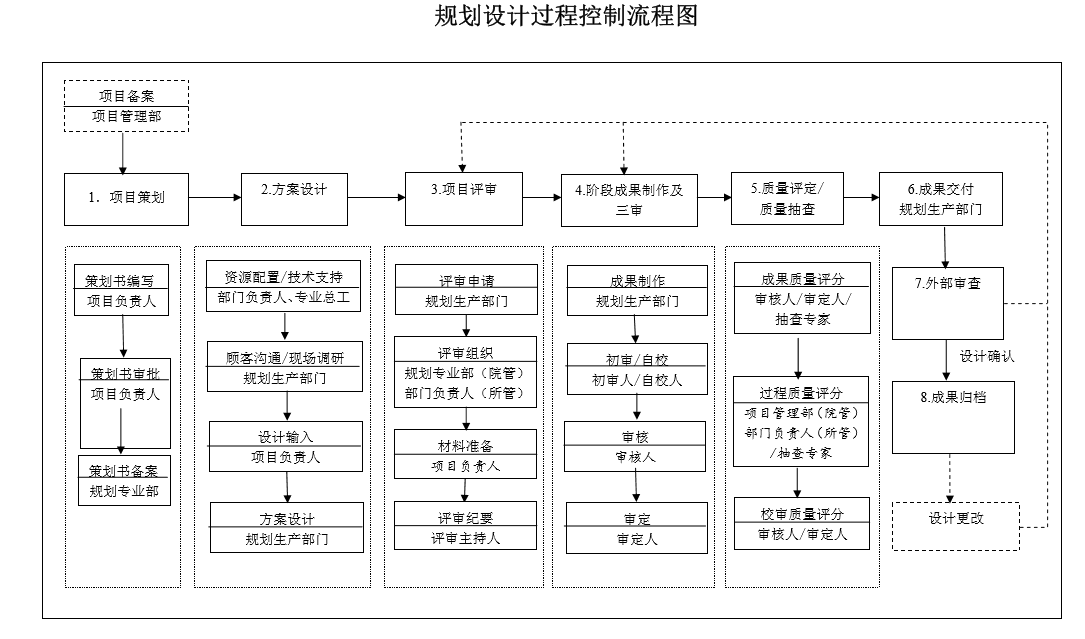 规划设计过程控制流程图
项目备案
项目管理部
1. 项目策划
2.方案设计
3.项目评审
4.阶段成果制作及
三审
5.质量评定/
质量抽查
6.成果交付
规划生产部门
策划书编写
项目负责人
策划书审批
项目负责人
策划书备案
规划专业部
资源配置/技术支持
部门负责人、专业总工
顾客沟通/现场调研
规划生产部门
设计输入
项目负责人
方案设计
规划生产部门
评审申请
规划生产部门
评审组织
规划专业部（院管）
部门负责人（所管）
材料准备
项目负责人
评审纪要
评审主持人
成果制作
规划生产部门
初审/自校
初审人/自校人
审核
审核人
审定
审定人
成果质量评分
审核人/审定人/
抽查专家
过程质量评分
项目管理部（院管）
部门负责人（所管）
/抽查专家
校审质量评分
审核人/审定人
7.外部审查
设计确认
8.成果归档
设计更改